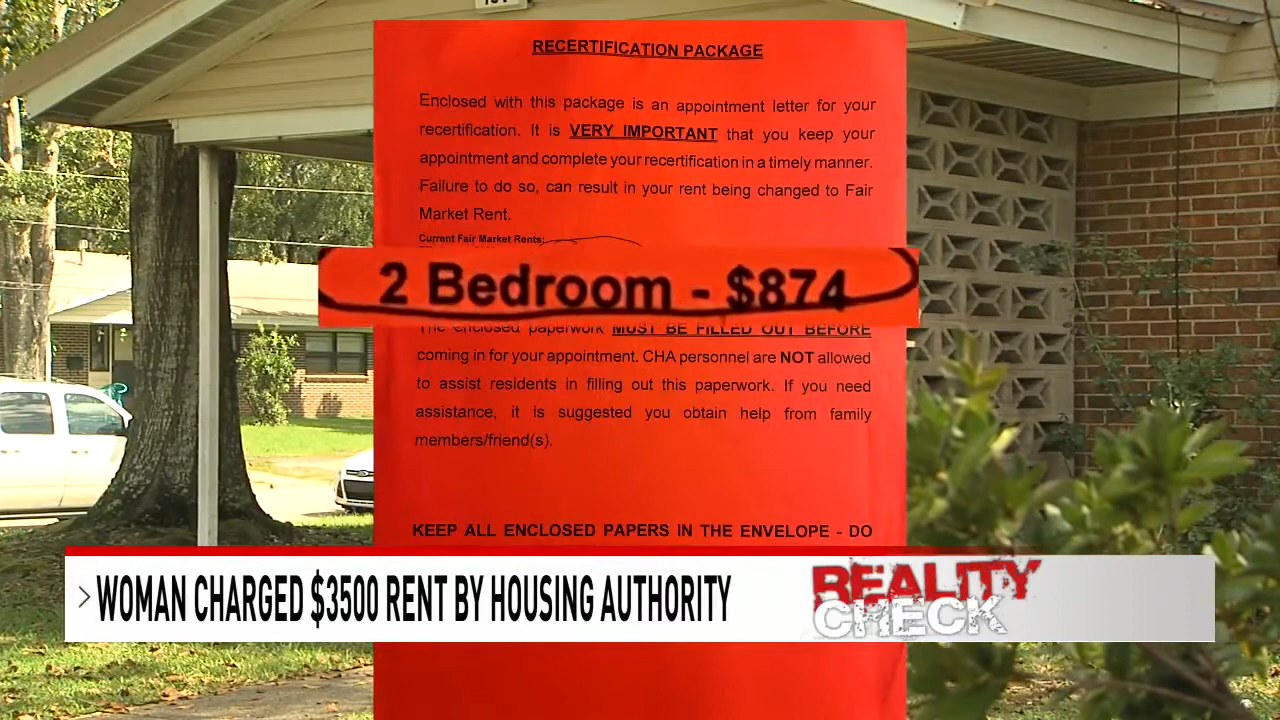 RECERTIFICATION PACKAGE
Enclosed with this package is an appointment letter for your
recertification. It is VERY IMPORTANT that you keep your
appointment and complete your recertification in a timely manner.
Failure to do so, can result in your rent being changed to Fair
Market Rent.
Current Fair Market Rents:
2 Bedroom - $874
The enclosed paperwork MUST BE FILLED OUT BEFORE
coming in for your appointment. CHA personnel are NOT allowed
to assist residents in filling out this paperwork. If you need
assistance, it is suggested you obtain help from family
members/friend(s).
KEEP ALL ENCLOSED PAPERS IN THE ENVELOPE - DO
WOMAN CHARGED $3500 RENT BY HOUSING AUTHORITY
REALITY
CHECK